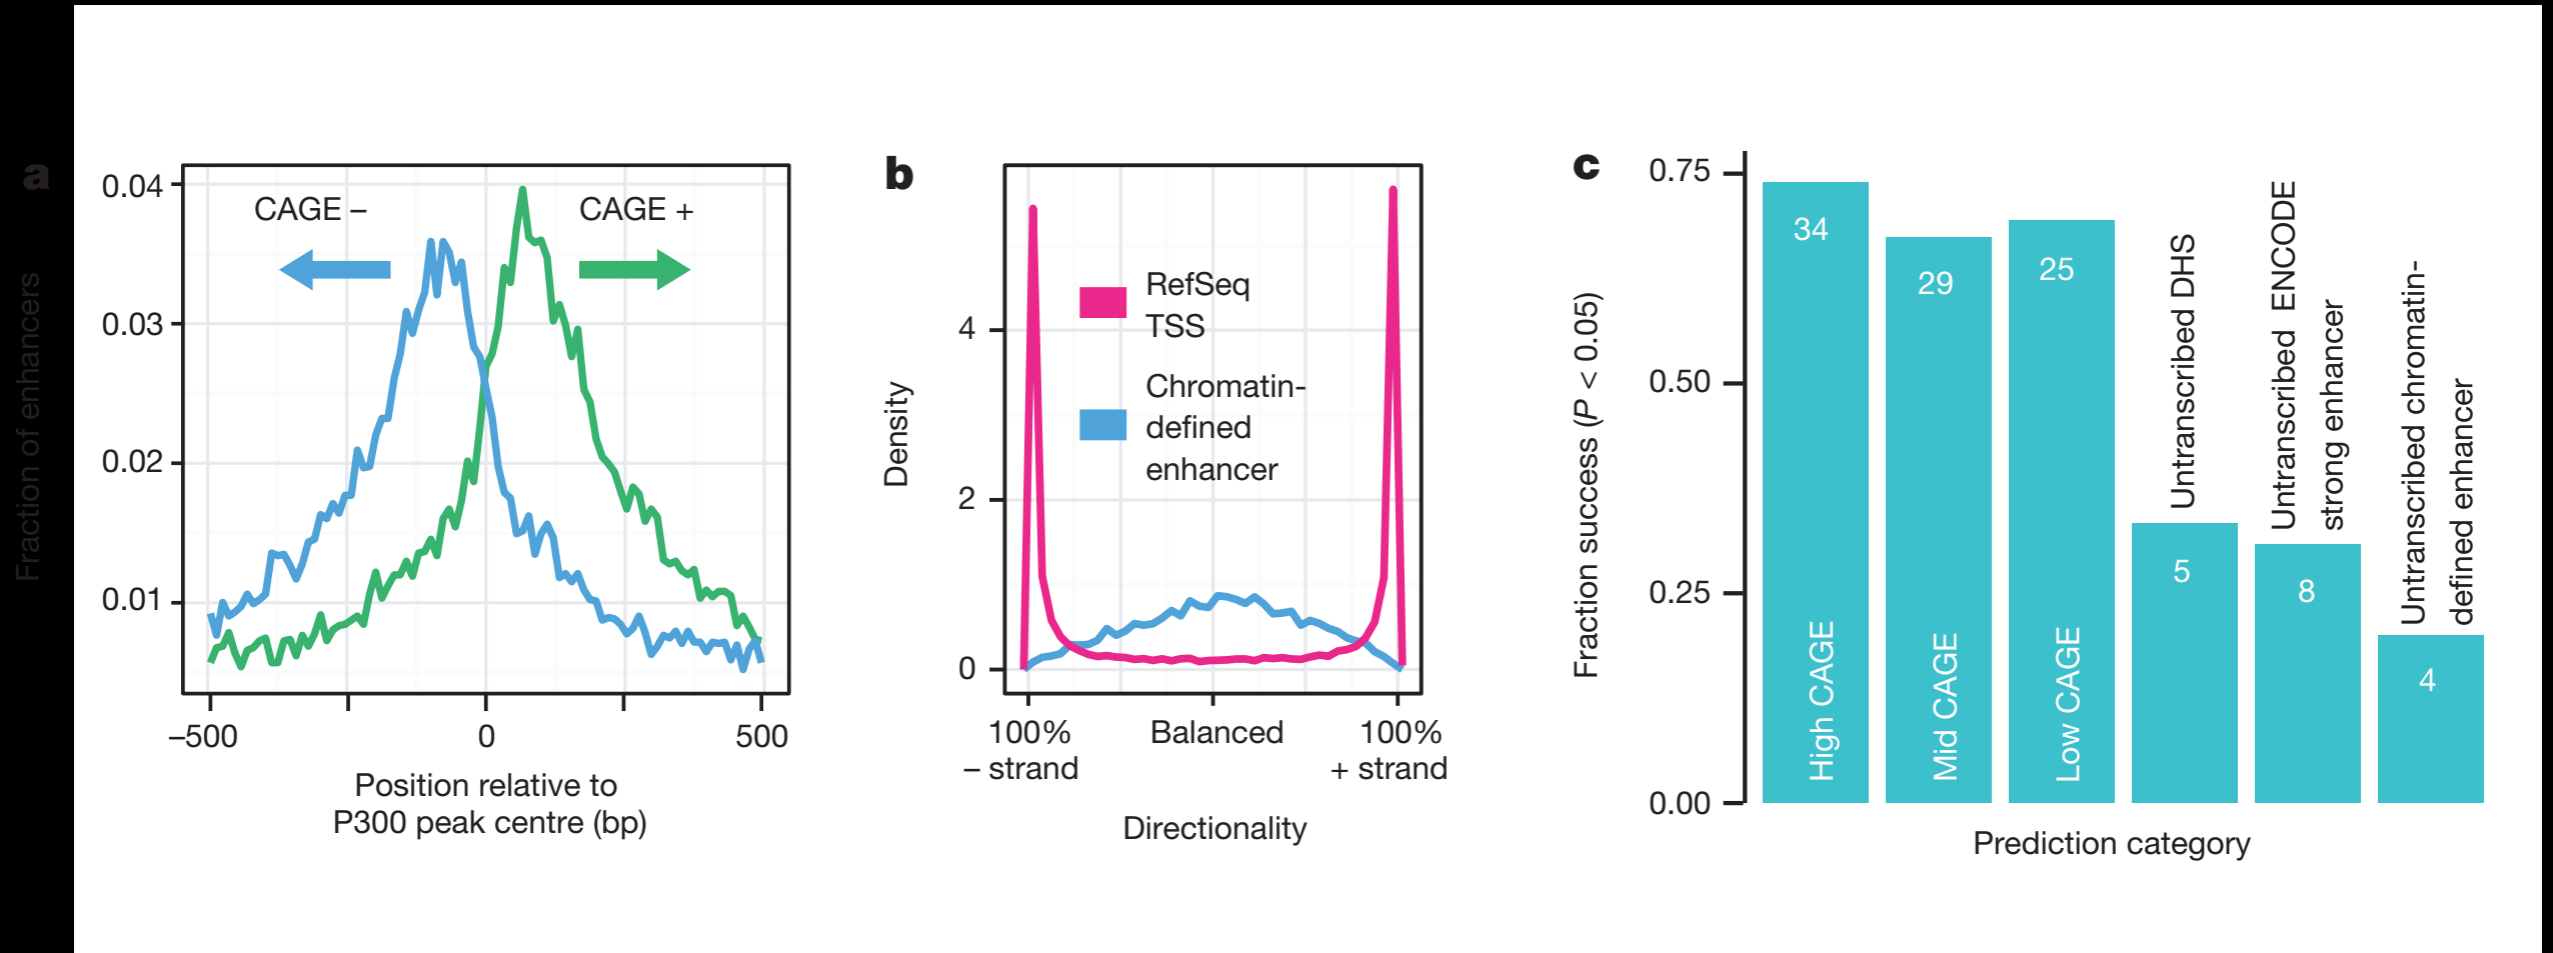 a
Fraction of enhancers
0.04
0.03
0.02
0.01
CAGE –
CAGE +
–500
0
500
Position relative to
P300 peak centre (bp)
b
Density
4
2
0
RefSeq
TSS
Chromatin-
defined
enhancer
100%
– strand
Balanced
100%
+ strand
Directionality
c
Fraction success (P < 0.05)
0.75
0.50
0.25
0.00
34
High CAGE
29
Mid CAGE
25
Low CAGE
Untranscribed DHS
5
Untranscribed ENCODE
strong enhancer
8
Untranscribed chromatin-
defined enhancer
4
Prediction category